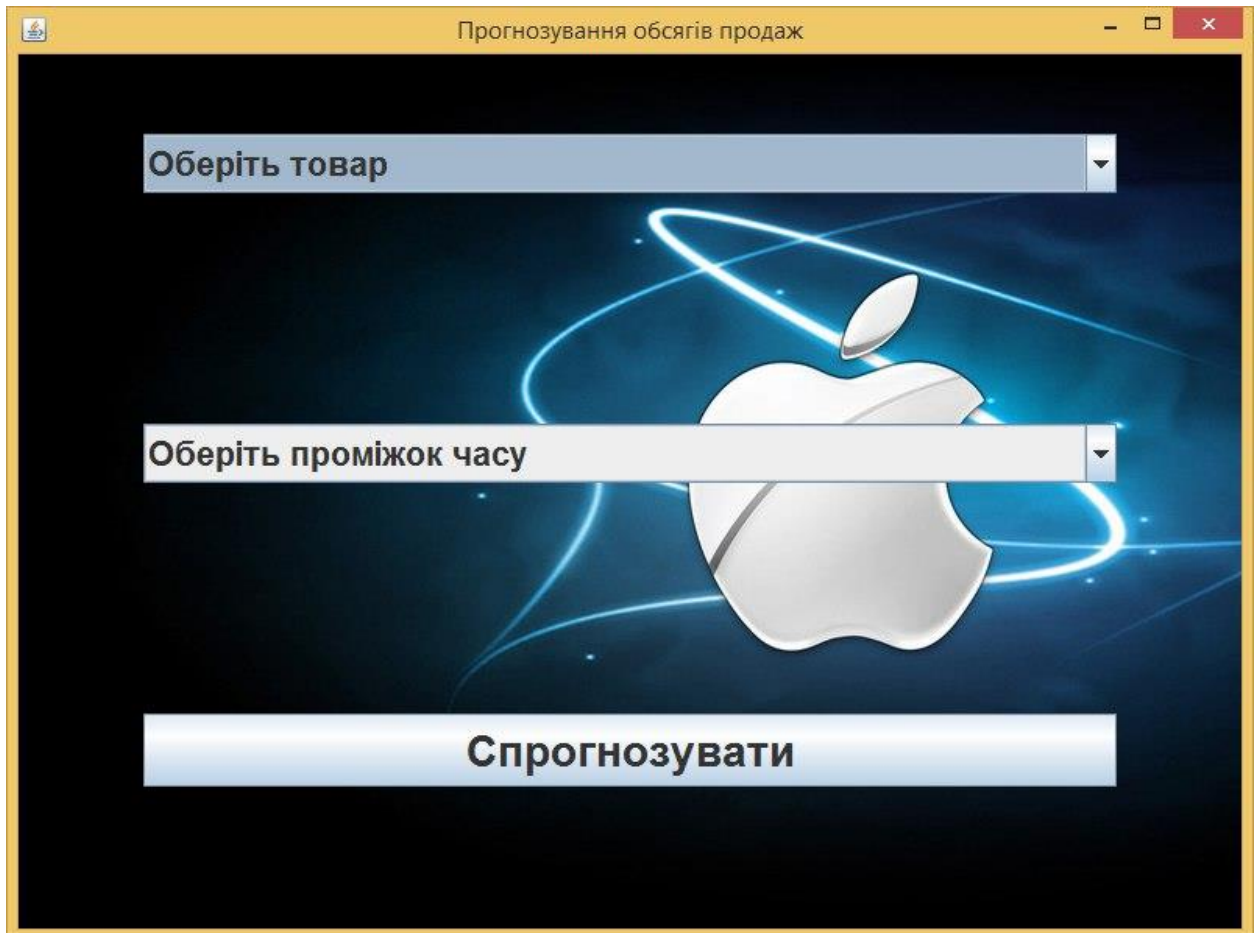 Прогнозування обсягів продаж
Оберіть товар
Оберіть проміжок часу
Спрогнозувати